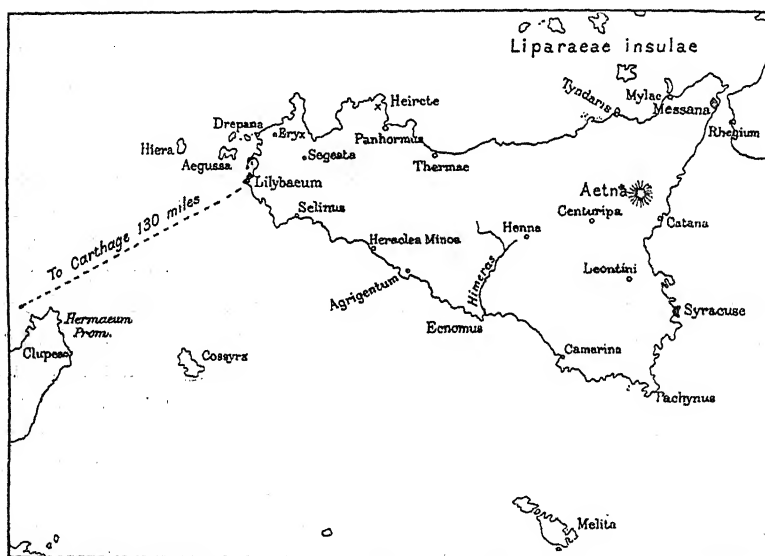 Liparaeae insulae
Tyndaris
Mylae
Messana
Rhegium
Heircte
Drepana
Eryx
Panhormus
Hiera
Aegussa
Segesta
Thermae
Lilybaeum
Aetna
Selinus
Centuripa
Catana
To Carthage 130 miles
Henna
Heraclea Minoa
Himeras
Leontini
Agrigentum
Syracuse
Hermaeum
Prom.
Ecnomus
Clupea
Cossyra
Camarina
Pachynus
Melita